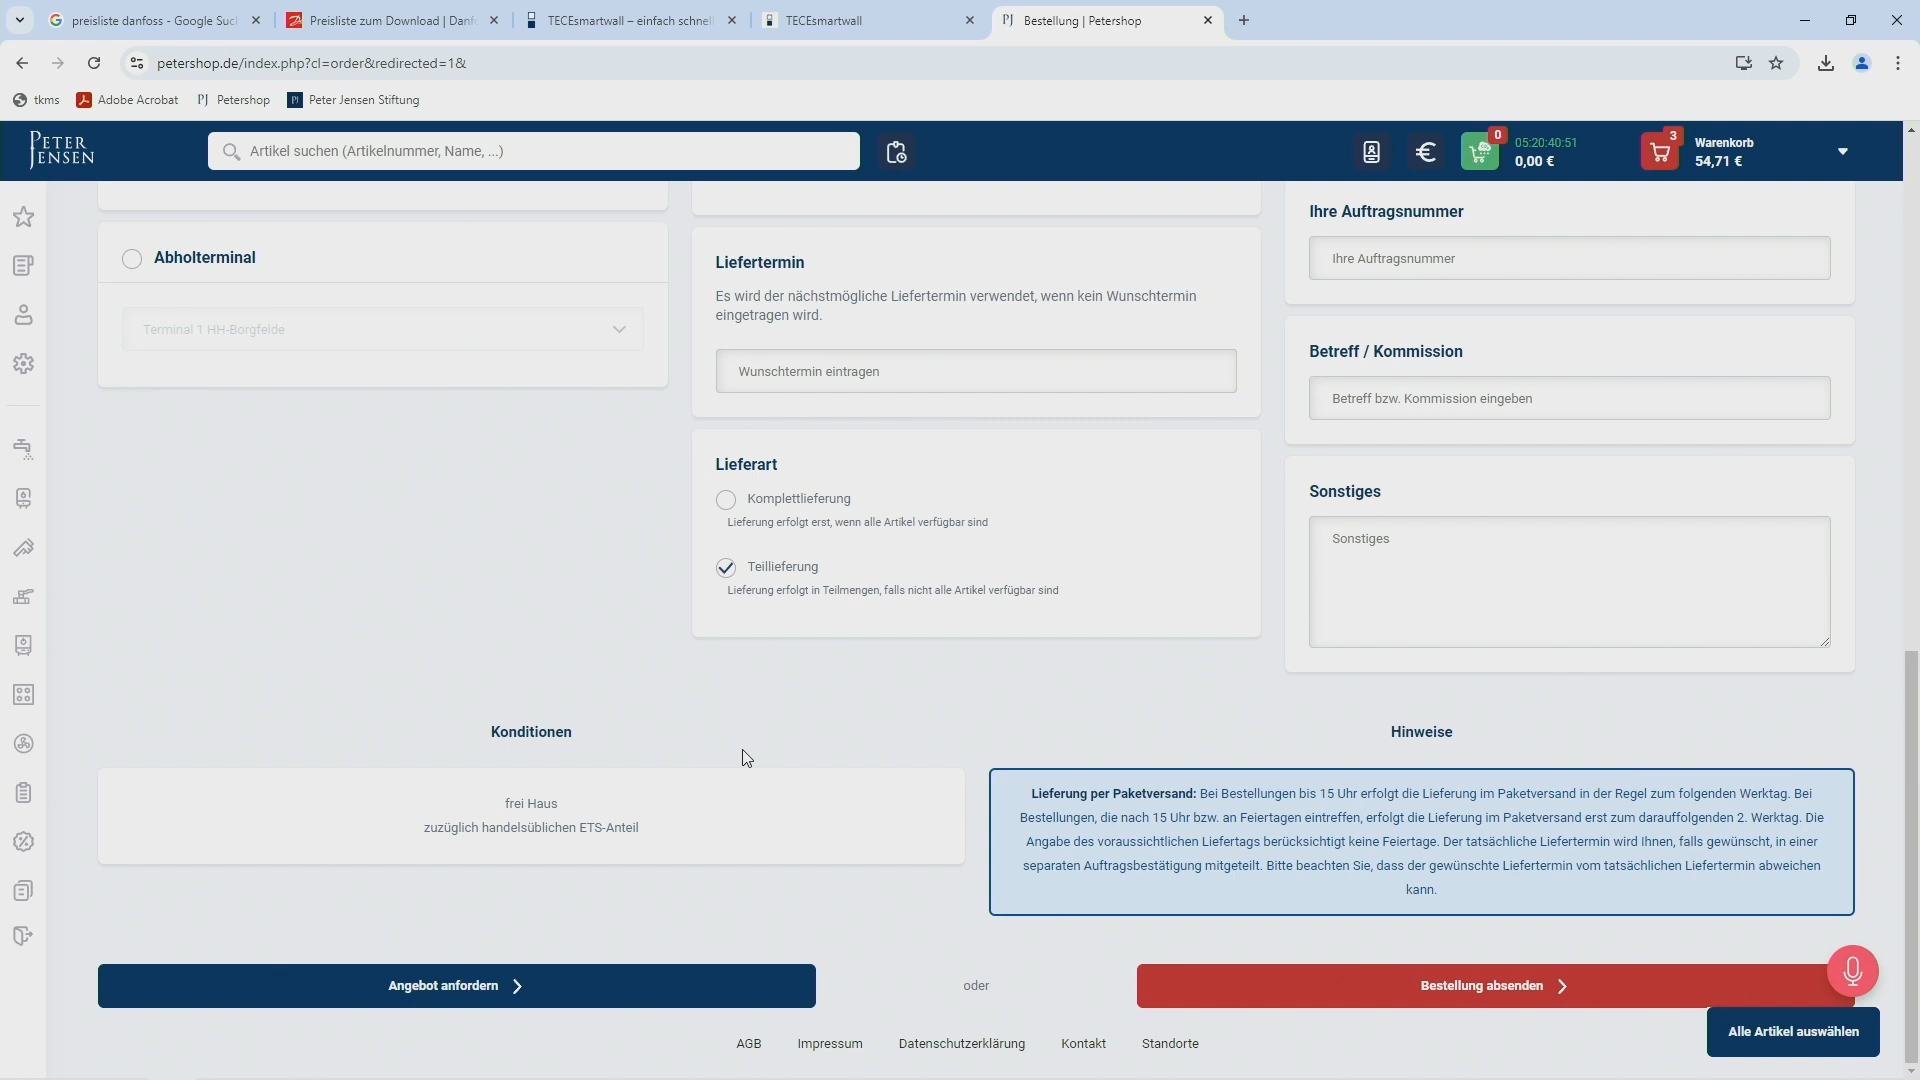 preisliste danfoss - Google Suc
Preisliste zum Download | Danf
TECEsmartwall – einfach schnell
TECEsmartwall
Bestellung | Petershop
petershop.de/index.php?cl=order&redirected=1&
tkms
Adobe Acrobat
PJ Petershop
PJ Peter Jensen Stiftung
PETER
JENSEN
Artikel suchen (Artikelnummer, Name, ...)
0
05:20:40:51
0,00 €
3
Warenkorb
54,71 €
Abholterminal
Terminal 1 HH-Borgfelde
Liefertermin
Es wird der nächstmögliche Liefertermin verwendet, wenn kein Wunschtermin
eingetragen wird.
Wunschtermin eintragen
Lieferart
Komplettlieferung
Lieferung erfolgt erst, wenn alle Artikel verfügbar sind
Teillieferung
Lieferung erfolgt in Teilmengen, falls nicht alle Artikel verfügbar sind
Ihre Auftragsnummer
Ihre Auftragsnummer
Betreff / Kommission
Betreff bzw. Kommission eingeben
Sonstiges
Sonstiges
Konditionen
frei Haus
zuzüglich handelsüblichen ETS-Anteil
Hinweise
Lieferung per Paketversand: Bei Bestellungen bis 15 Uhr erfolgt die Lieferung im Paketversand in der Regel zum folgenden Werktag. Bei
Bestellungen, die nach 15 Uhr bzw. an Feiertagen eintreffen, erfolgt die Lieferung im Paketversand erst zum darauffolgenden 2. Werktag. Die
Angabe des voraussichtlichen Liefertags berücksichtigt keine Feiertage. Der tatsächliche Liefertermin wird Ihnen, falls gewünscht, in einer
separaten Auftragsbestätigung mitgeteilt. Bitte beachten Sie, dass der gewünschte Liefertermin vom tatsächlichen Liefertermin abweichen
kann.
Angebot anfordern
oder
Bestellung absenden
Alle Artikel auswählen
AGB
Impressum
Datenschutzerklärung
Kontakt
Standorte